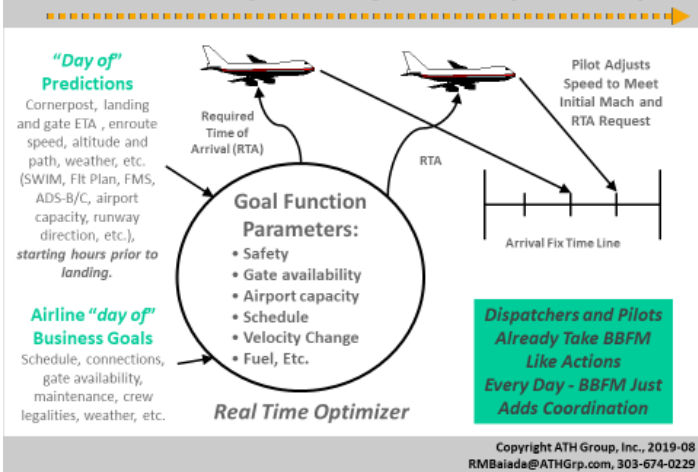 “Day of”
Predictions
Cornerpost, landing
and gate ETA , enroute
speed, altitude and
path, weather, etc.
(SWIM, Flt Plan, FMS,
ADS-B/C, airport
capacity, runway
direction, etc.),
starting hours prior to
landing.
Airline “day of”
Business Goals
Schedule, connections,
gate availability,
maintenance, crew
legalities, weather, etc.
Required
Time of
Arrival (RTA)
RTA
Goal Function
Parameters:
• Safety
• Gate availability
• Airport capacity
• Schedule
• Velocity Change
• Fuel, Etc.
Real Time Optimizer
Pilot Adjusts
Speed to Meet
Initial Mach and
RTA Request
Arrival Fix Time Line
Dispatchers and Pilots
Already Take BBFM
Like Actions
Every Day - BBFM Just
Adds Coordination
Copyright ATH Group, Inc., 2019-08
RMBaiada@ATHGrp.com, 303-674-0229